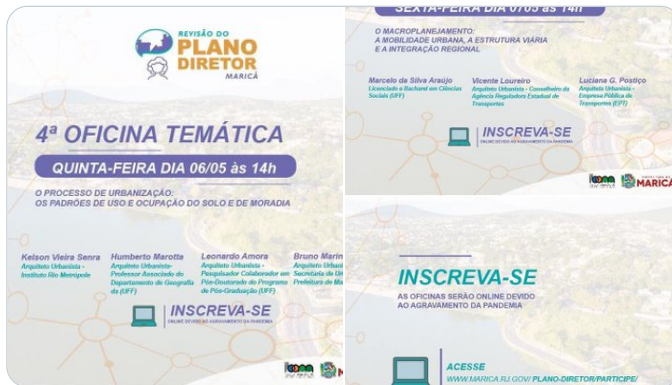 REVISÃO DO
PLANO
DIRETOR
MARICÁ
4ª OFICINA TEMÁTICA
QUINTA-FEIRA DIA 06/05 às 14h
O PROCESSO DE URBANIZAÇÃO:
OS PADRÕES DE USO E OCUPAÇÃO DO SOLO E DE MORADIA
Kelson Vieira Senra
Arquiteto Urbanista -
Instituto Rio Metrópole
Humberto Marotta
Arquiteto Urbanista-
Professor Associado do
Departamento de Geografia
da (UFF)
Leonardo Amora
Arquiteto Urbanista -
Pesquisador Colaborador em
Pós-Doutorado do Programa
de Pós-Graduação (UFF)
Bruno Marin
Arquiteto Urbani
Secretaria de Ur
Prefeitura de Ma
INSCREVA-SE
ONLINE DEVIDO AO AGRAVAMENTO DA PANDEMIA
SEXTA-FEIRA DIA 07/05 às 14h
O MACROPLANEJAMENTO:
A MOBILIDADE URBANA, A ESTRUTURA VIÁRIA
E A INTEGRAÇÃO REGIONAL
Marcelo da Silva Araújo
Licenciado e Bacharel em Ciências
Sociais (UFF)
Vicente Loureiro
Arquiteto Urbanista - Conselheiro da
Agência Reguladora Estadual de
Transportes
Luciana G. Postiço
Arquiteta Urbanista -
Empresa Pública de
Transportes (EPT)
INSCREVA-SE
ONLINE DEVIDO AO AGRAVAMENTO DA PANDEMIA
MARICÁ
INSCREVA-SE
AS OFICINAS SERÃO ONLINE DEVIDO
AO AGRAVAMENTO DA PANDEMIA
ACESSE
WWW.MARICA.RJ.GOV/ PLANO-DIRETOR/PARTICIPE/